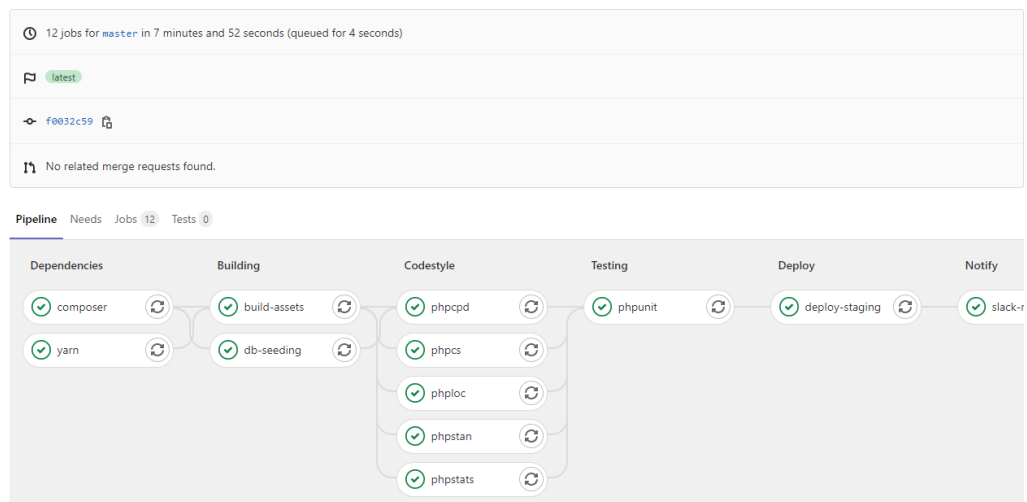 12 jobs for master in 7 minutes and 52 seconds (queued for 4 seconds)
latest
f0032c59
No related merge requests found.
Pipeline Needs Jobs 12 Tests 0
Dependencies Building Codestyle Testing Deploy Notify
composer build-assets phpcpd phpunit deploy-staging
yarn db-seeding phpcs
phploc
phpstan
phpstats